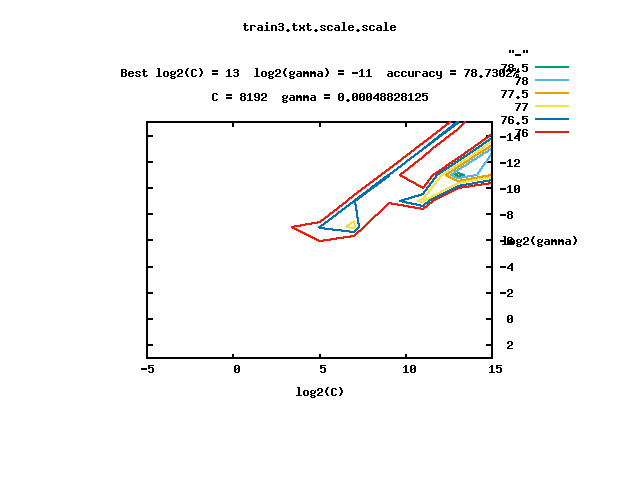 train3.txt.scale.scale
"_"
Best log2(C) = 13 log2(gamma) = -11 accuracy = 78.7302%
C = 8192 gamma = 0.00048828125
78.5
78
77.5
77
76.5
76
-14
-12
-10
-8
-6
log2(gamma)
-4
-2
0
2
-5 0 5 10 15
log2(C)